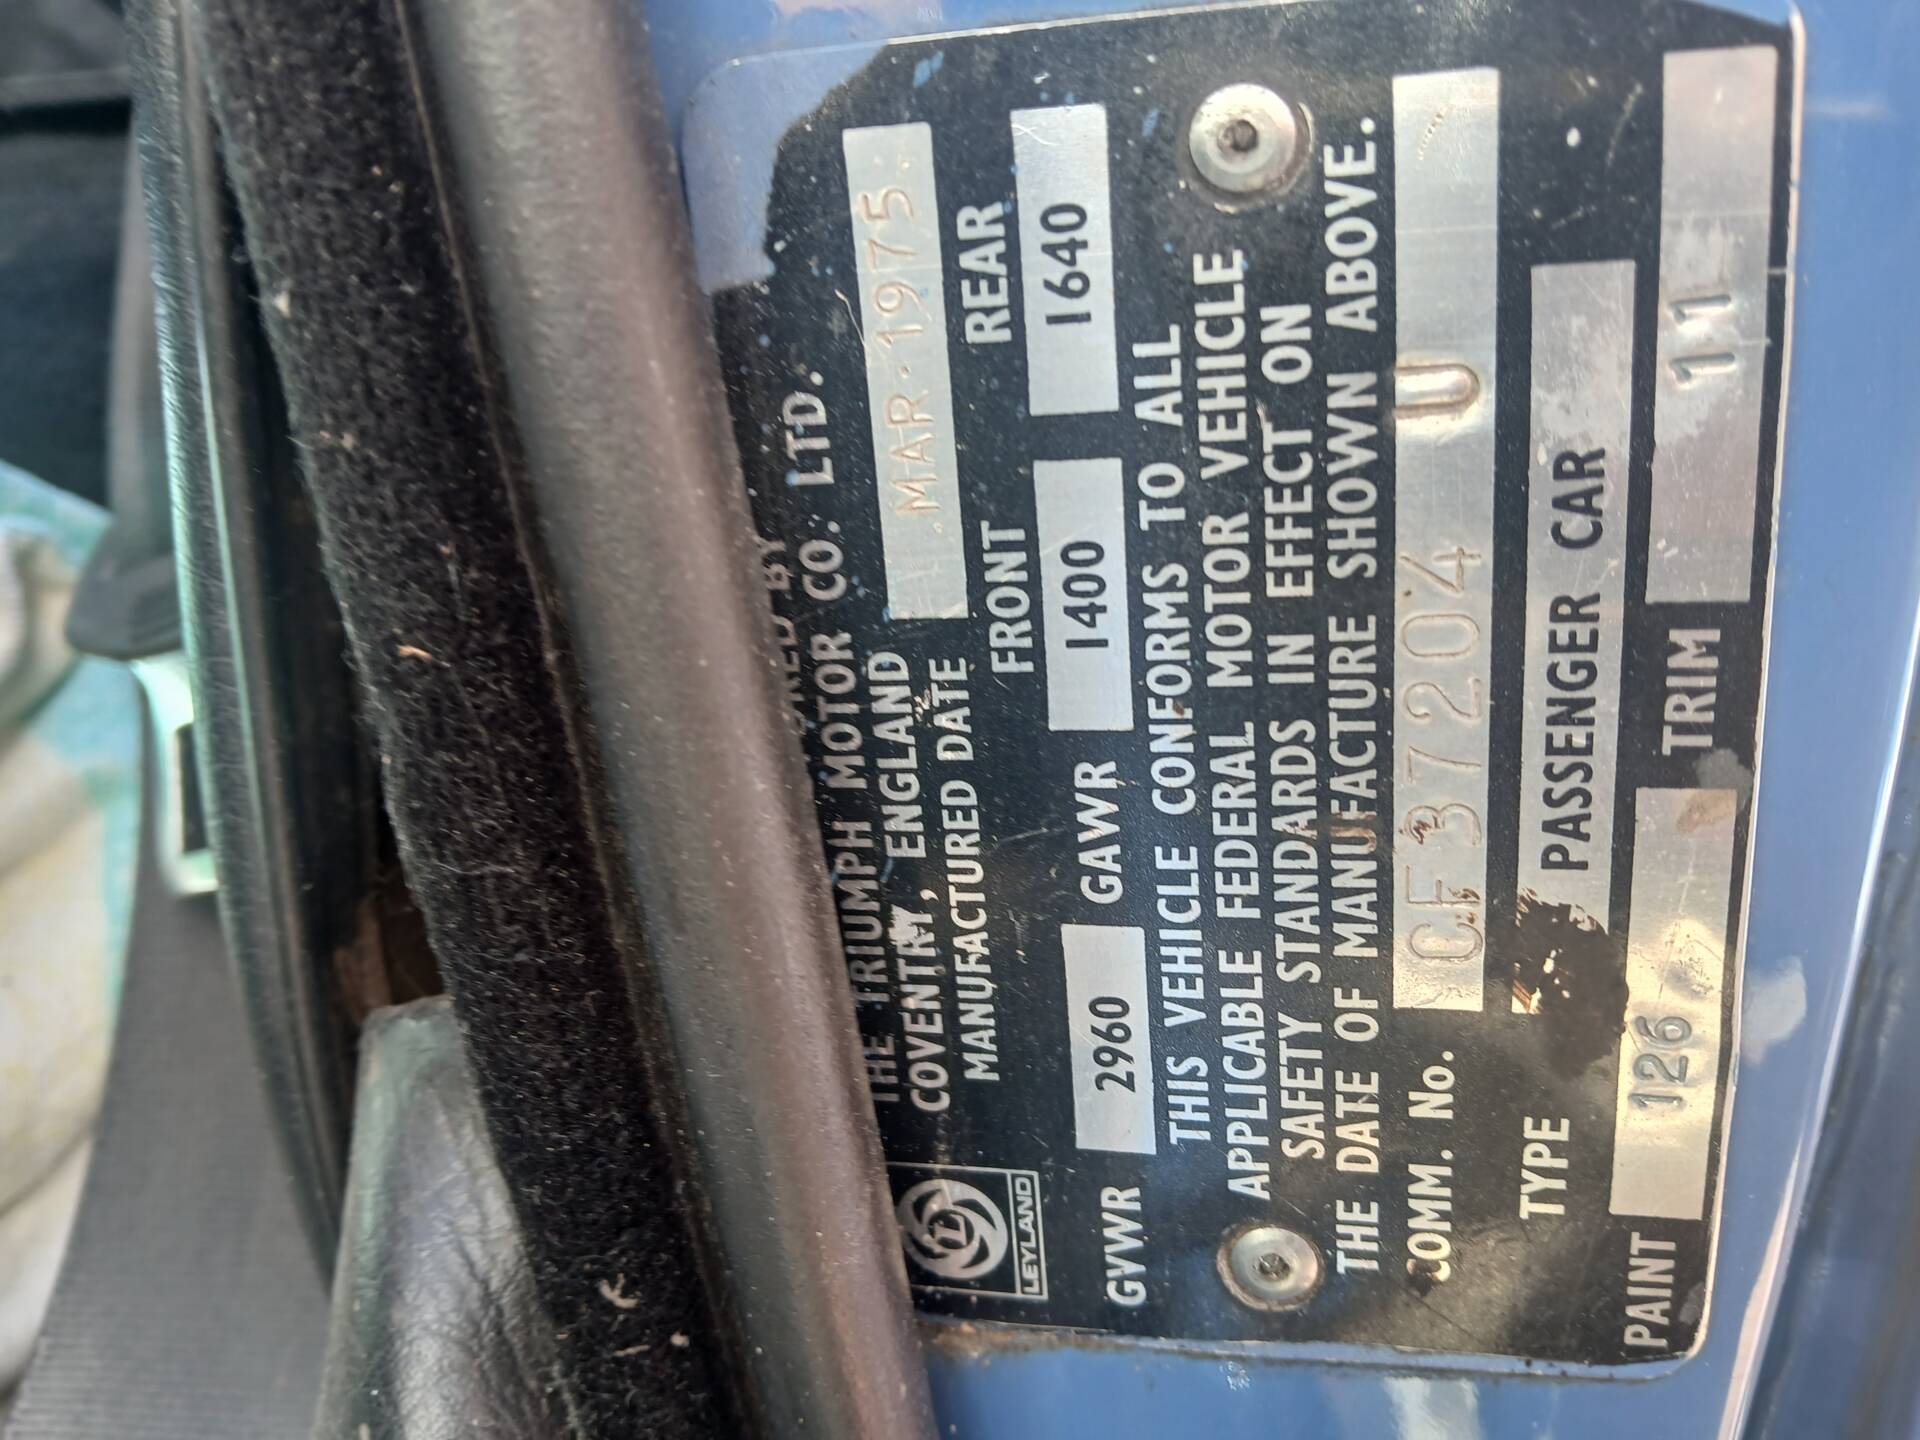 BY
THE TRIUMPH MOTOR CO. LTD.
COVENTRY, ENGLAND
MANUFACTURED DATE MAR·1975.
FRONT REAR
GVWR 2960 GAWR 1400 1640
THIS VEHICLE CONFORMS TO ALL
APPLICABLE FEDERAL MOTOR VEHICLE
SAFETY STANDARDS IN EFFECT ON
THE DATE OF MANUFACTURE SHOWN ABOVE.
COMM. No. CF37204 U
TYPE PASSENGER CAR
PAINT 126 TRIM 11
L
LEYLAND